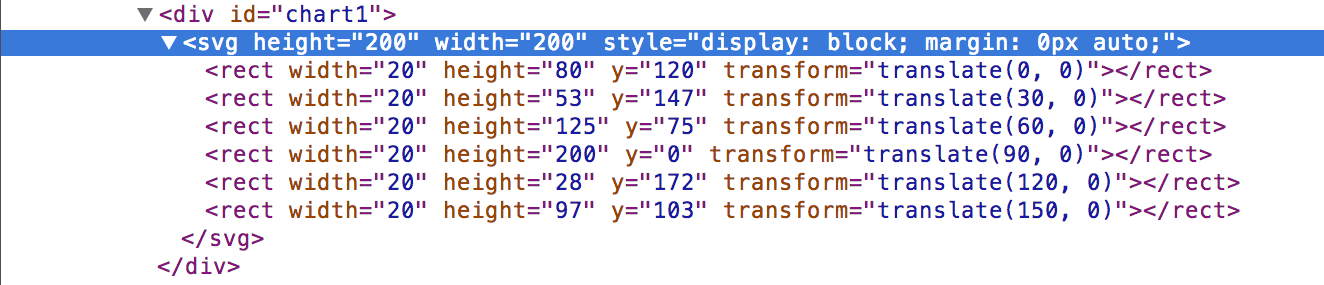 ▼<div id="chart1">
▼<svg height="200" width="200" style="display: block; margin: 0px auto;">
<rect width="20" height="80" y="120" transform="translate(0, 0)"></rect>
<rect width="20" height="53" y="147" transform="translate(30, 0)"></rect>
<rect width="20" height="125" y="75" transform="translate(60, 0)"></rect>
<rect width="20" height="200" y="0" transform="translate(90, 0)"></rect>
<rect width="20" height="28" y="172" transform="translate(120, 0)"></rect>
<rect width="20" height="97" y="103" transform="translate(150, 0)"></rect>
</svg>
</div>